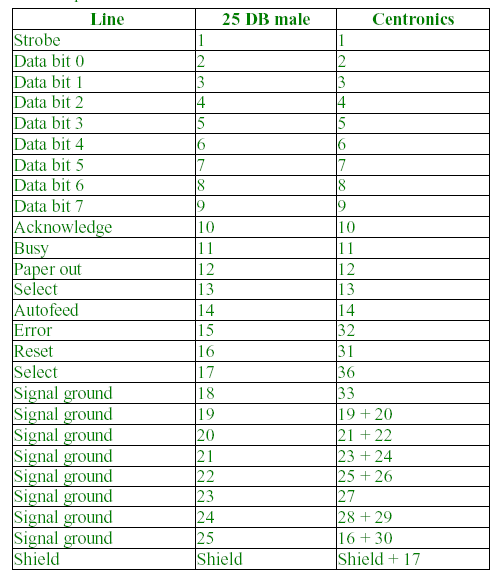 Line 25 DB male Centronics
Strobe 1 1
Data bit 0 2 2
Data bit 1 3 3
Data bit 2 4 4
Data bit 3 5 5
Data bit 4 6 6
Data bit 5 7 7
Data bit 6 8 8
Data bit 7 9 9
Acknowledge 10 10
Busy 11 11
Paper out 12 12
Select 13 13
Autofeed 14 14
Error 15 32
Reset 16 31
Select 17 36
Signal ground 18 33
Signal ground 19 19 + 20
Signal ground 20 21 + 22
Signal ground 21 23 + 24
Signal ground 22 25 + 26
Signal ground 23 27
Signal ground 24 28 + 29
Signal ground 25 16 + 30
Shield Shield Shield + 17